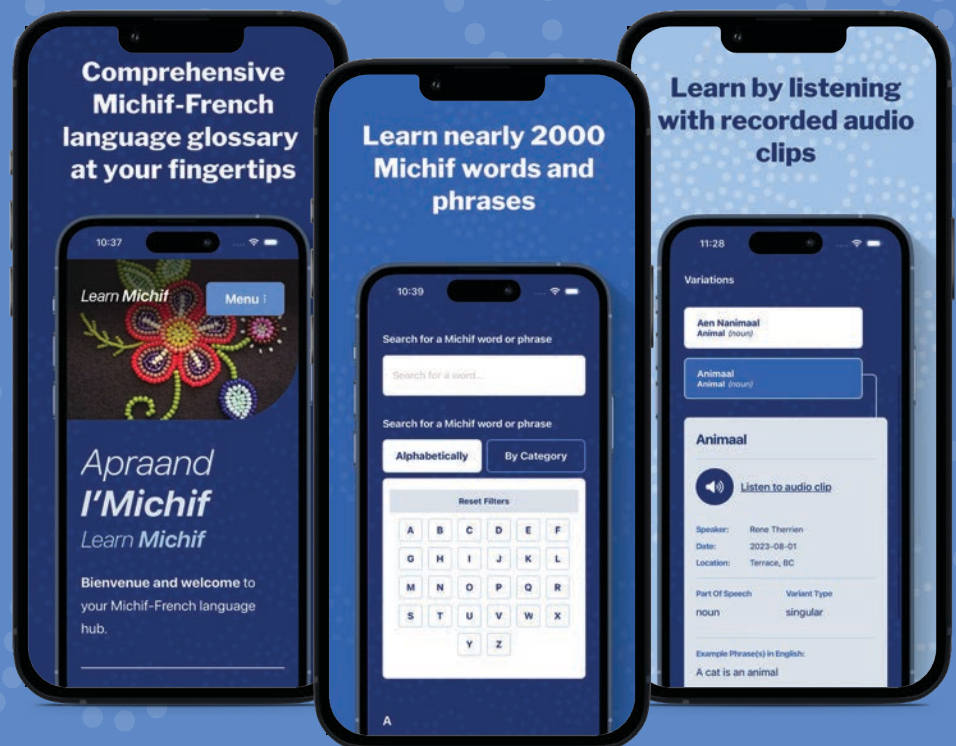 Comprehensive
Michif-French
language glossary
at your fingertips
10:37
Learn Michif
Menu
Apraand
l'Michif
Learn Michif
Bienvenue and welcome to
your Michif-French language
hub.
Learn nearly 2000
Michif words and
phrases
10:39
Search for a Michif word or phrase
Search for a word...
Search for a Michif word or phrase
Alphabetically
By Category
Reset Filters
A B C D E F
G H I J K L
M N O P Q R
S T U V W X
Y Z
A
Learn by listening
with recorded audio
clips
11:28
Variations
Aen Nanimaal
Animal (noun)
Animaal
Animal (noun)
Animaal
Listen to audio clip
Speaker: Rene Therrien
Date: 2023-08-01
Location: Terrace, BC
Part Of Speech Variant Type
noun singular
Example Phrase(s) in English:
A cat is an animal